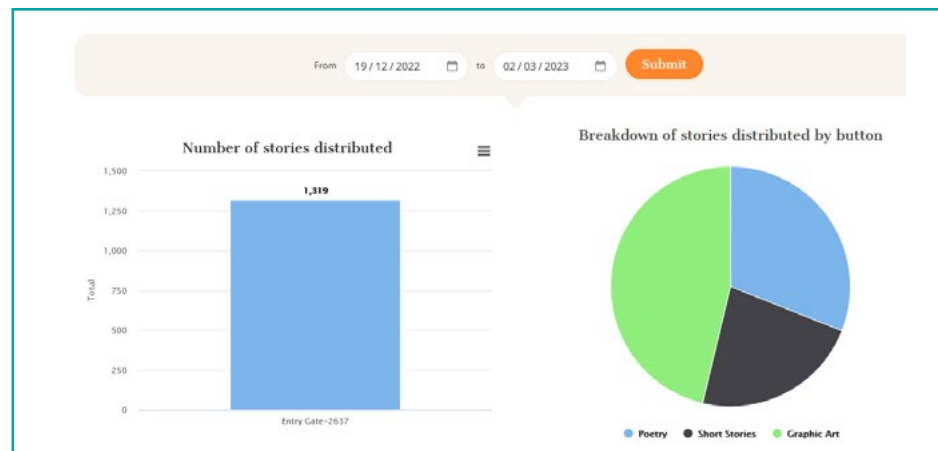 From 19/12/2022 to 02/03/2023 Submit
Number of stories distributed
1,500
1,319
1,250
1,000
750
500
250
0
Total
Entry Gate-2637
Breakdown of stories distributed by button
Poetry Short Stories Graphic Art